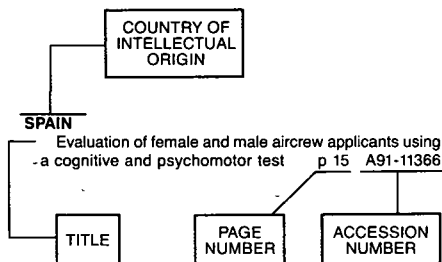 COUNTRY OF
INTELLECTUAL
ORIGIN
SPAIN
Evaluation of female and male aircrew applicants using
a cognitive and psychomotor test p 15 A91-11366
TITLE
PAGE
NUMBER
ACCESSION
NUMBER